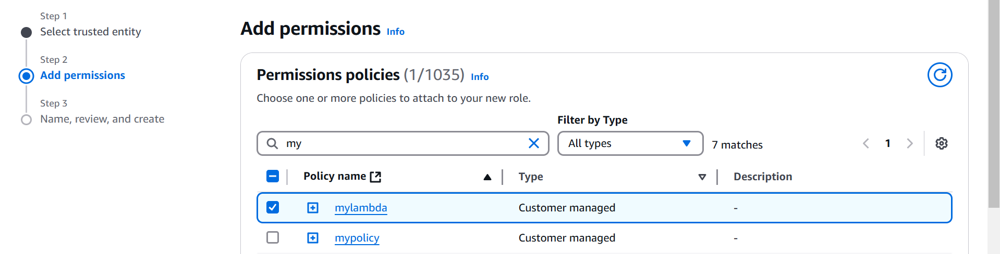 Step 1
Select trusted entity
Step 2
Add permissions
Step 3
Name, review, and create
Add permissions Info
Permissions policies (1/1035) Info
Choose one or more policies to attach to your new role.
Filter by Type
my
All types
7 matches
1
Policy name Type Description
mylambda Customer managed -
mypolicy Customer managed -